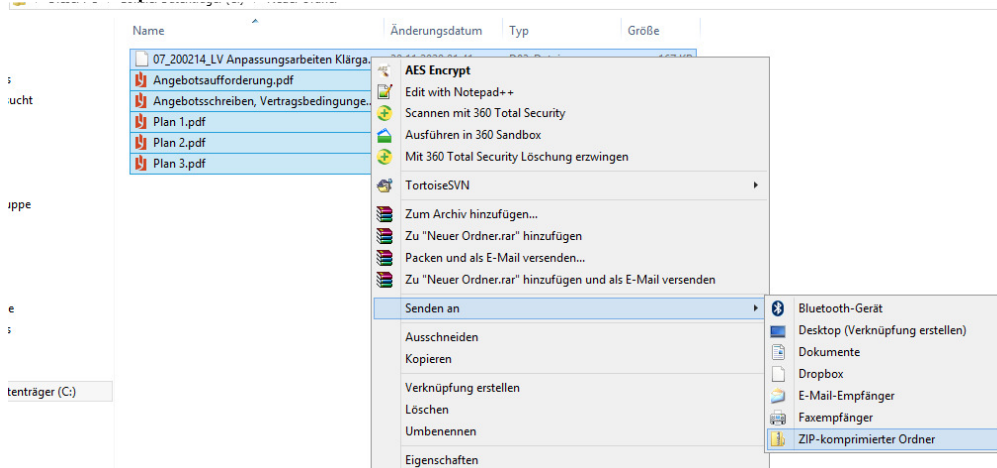 Name Änderungsdatum Typ Größe
07_200214_LV Anpassungsarbeiten Klärga...
Angebotsaufforderung.pdf
Angebotsschreiben, Vertragsbedingunge...
Plan 1.pdf
Plan 2.pdf
Plan 3.pdf
ucht
uppe
tenträger (C:)
AES Encrypt
Edit with Notepad++
Scannen mit 360 Total Security
Ausführen in 360 Sandbox
Mit 360 Total Security Löschung erzwingen
TortoiseSVN
Zum Archiv hinzufügen...
Zu "Neuer Ordner.rar" hinzufügen
Packen und als E-Mail versenden...
Zu "Neuer Ordner.rar" hinzufügen und als E-Mail versenden
Senden an
Ausschneiden
Kopieren
Verknüpfung erstellen
Löschen
Umbenennen
Eigenschaften
Bluetooth-Gerät
Desktop (Verknüpfung erstellen)
Dokumente
Dropbox
E-Mail-Empfänger
Faxempfänger
ZIP-komprimierter Ordner